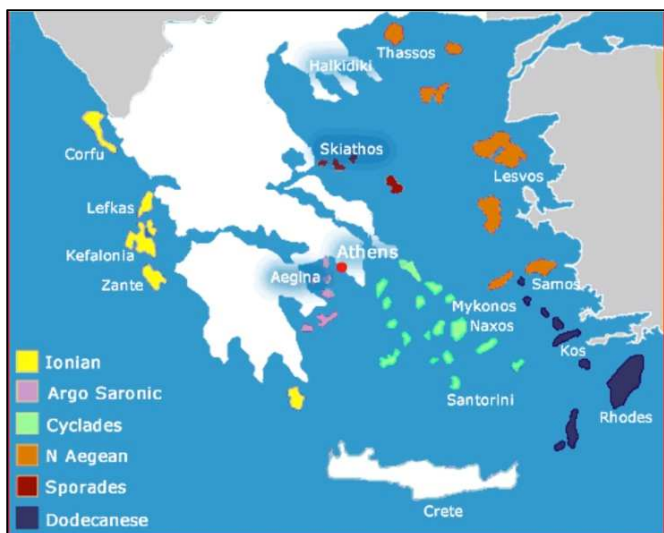 Thassos
Halkidiki
Corfu
Skiathos
Lesvos
Lefkas
Kefalonia
Athens
Zante
Aegina
Samos
Mykonos
Naxos
Kos
Santorini
Rhodes
Crete
Ionian
Argo Saronic
Cyclades
N Aegean
Sporades
Dodecanese